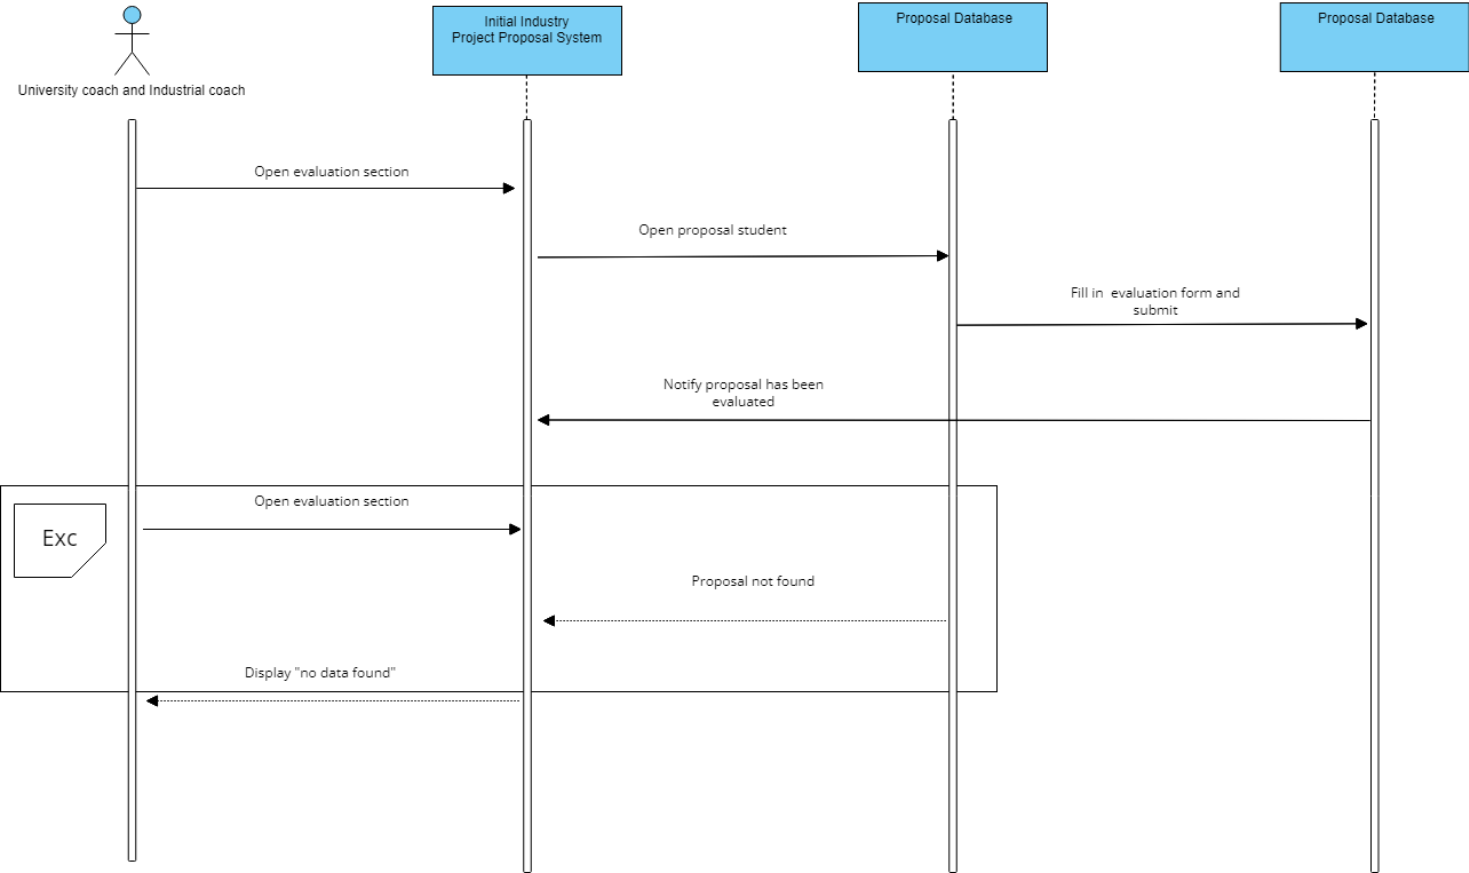 University coach and Industrial coach
Initial Industry
Project Proposal System
Proposal Database
Proposal Database
Open evaluation section
Open proposal student
Fill in  evaluation form and
submit
Notify proposal has been
evaluated
Exc
Open evaluation section
Proposal not found
Display "no data found"